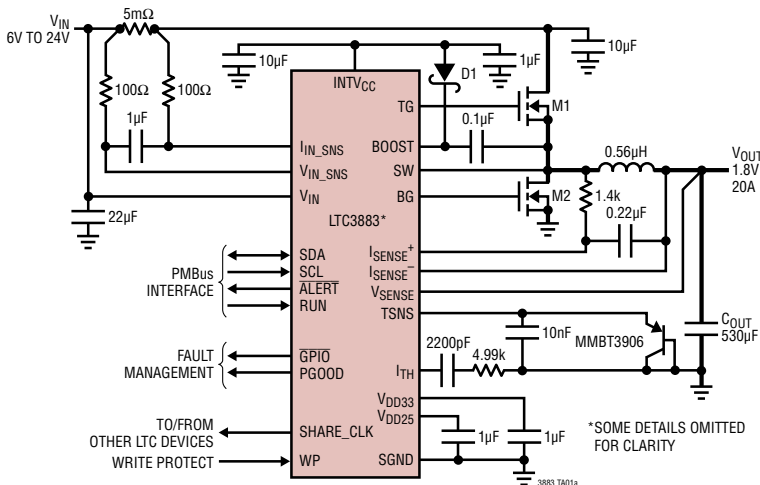 VIN
6V TO 24V
5mΩ
100Ω
100Ω
1µF
10µF
D1
1µF
10µF
INTVCC
TG
M1
0.1µF
IIN_SNS
BOOST
VIN_SNS
SW
0.56µH
VOUT
1.8V
20A
VIN
BG
M2
1.4k
22µF
LTC3883*
0.22µF
PMBus
INTERFACE
SDA
SCL
ALERT
RUN
ISENSE+
ISENSE–
VSENSE
TSNS
10nF
MMBT3906
COUT
530µF
FAULT
MANAGEMENT
GPIO
PGOOD
2200pF
4.99k
ITH
VDD33
VDD25
TO/FROM
OTHER LTC DEVICES
SHARE_CLK
1µF
1µF
*SOME DETAILS OMITTED
FOR CLARITY
WRITE PROTECT
WP
SGND
3883 TA01a